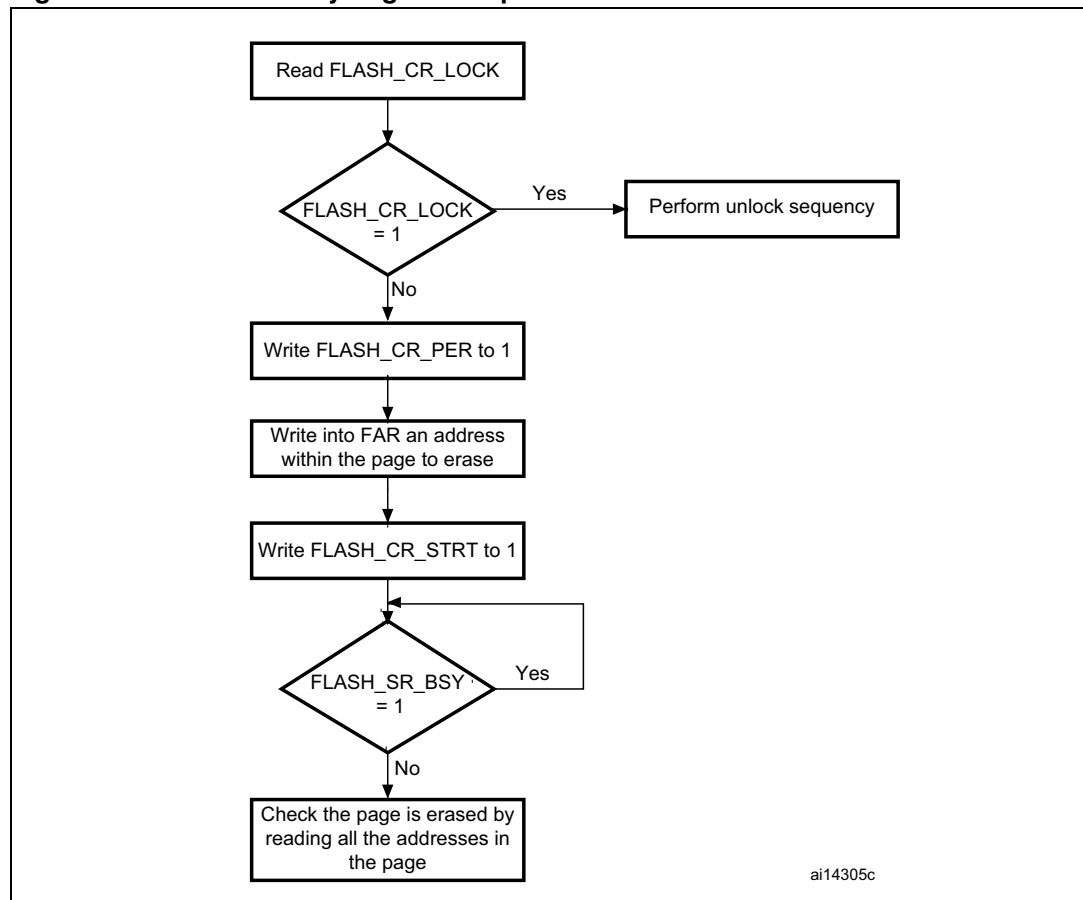 Read FLASH_CR_LOCK
FLASH_CR_LOCK
= 1
Yes
Perform unlock sequency
No
Write FLASH_CR_PER to 1
Write into FAR an address
within the page to erase
Write FLASH_CR_STRT to 1
FLASH_SR_BSY
= 1
Yes
No
Check the page is erased by
reading all the addresses in
the page
ai14305c